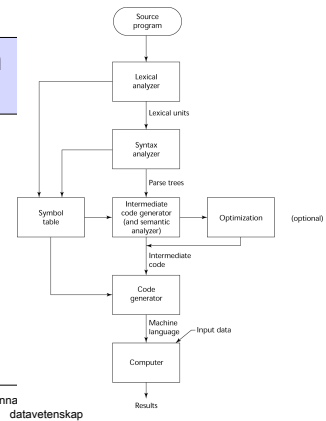 Source
program
Lexical
analyzer
Lexical units
Syntax
analyzer
Parse trees
Symbol
table
Intermediate
code generator
(and semantic
analyzer)
Optimization
(optional)
Intermediate
code
Code
generator
Machine
language
Input data
Computer
Results
datavetenskap